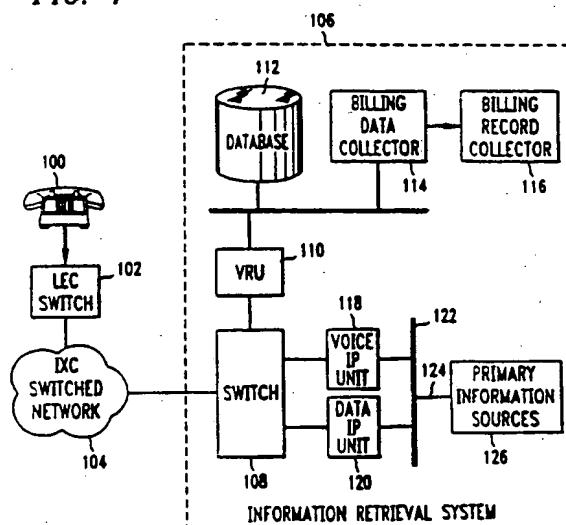 106
112
DATABASE
BILLING
DATA
COLLECTOR
114
BILLING
RECORD
COLLECTOR
116
100
LEC
SWITCH
102
VRU
110
118
122
IXC
SWITCHED
NETWORK
104
SWITCH
108
VOICE
IP
UNIT
DATA
IP
UNIT
120
124
PRIMARY
INFORMATION
SOURCES
126
INFORMATION RETRIEVAL SYSTEM